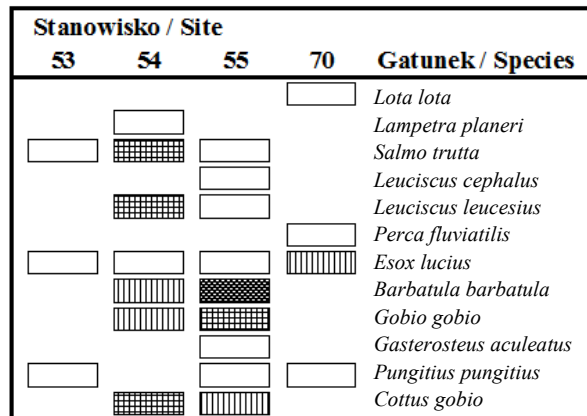 Stanowisko / Site
53 54 55 70 Gatunek / Species
Lota lota
Lampetra planeri
Salmo trutta
Leuciscus cephalus
Leuciscus leucesius
Perca fluviatilis
Esox lucius
Barbatula barbatula
Gobio gobio
Gasterosteus aculeatus
Pungitius pungitius
Cottus gobio